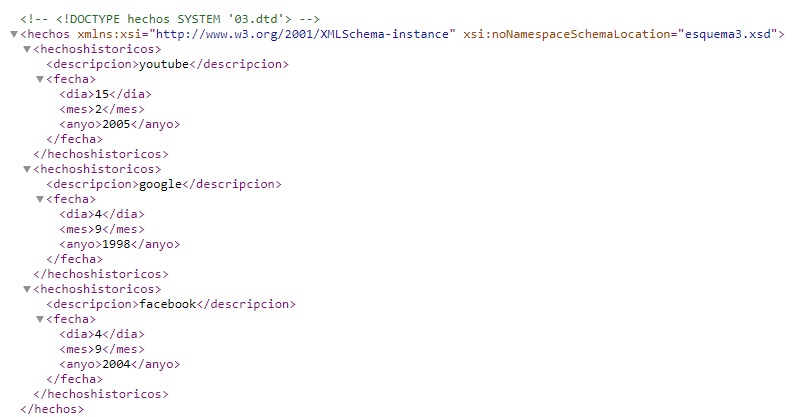 <!-- <!DOCTYPE hechos SYSTEM '03.dtd'> -->
<hechos xmlns:xsi="http://www.w3.org/2001/XMLSchema-instance" xsi:noNamespaceSchemaLocation="esquema3.xsd">
<hechoshistoricos>
<descripcion>youtube</descripcion>
<fecha>
<dia>15</dia>
<mes>2</mes>
<anyo>2005</anyo>
</fecha>
</hechoshistoricos>
<hechoshistoricos>
<descripcion>google</descripcion>
<fecha>
<dia>4</dia>
<mes>9</mes>
<anyo>1998</anyo>
</fecha>
</hechoshistoricos>
<hechoshistoricos>
<descripcion>facebook</descripcion>
<fecha>
<dia>4</dia>
<mes>9</mes>
<anyo>2004</anyo>
</fecha>
</hechoshistoricos>
</hechos>